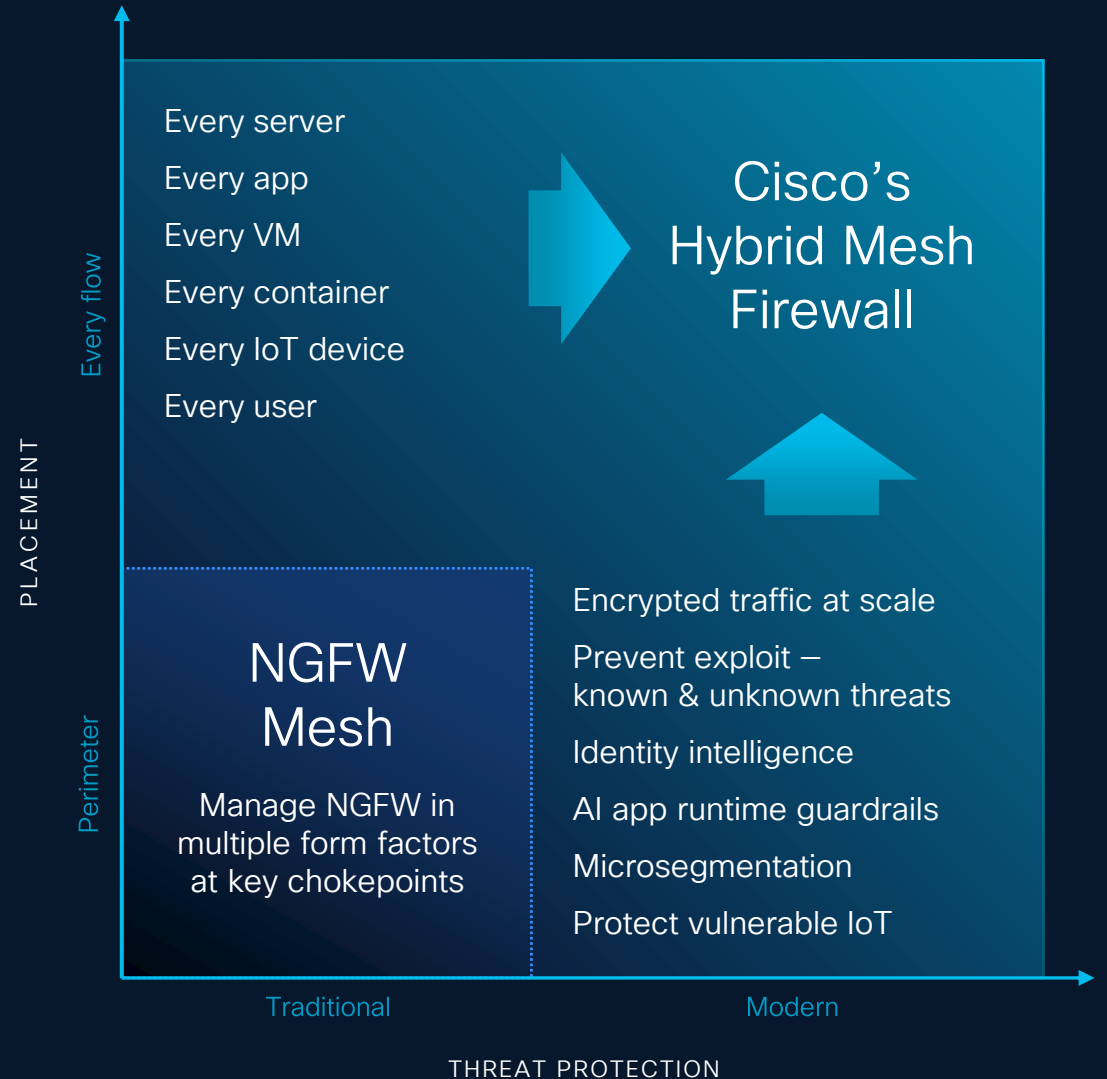 PLACEMENT
Every flow
Perimeter
Every server
Every app
Every VM
Every container
Every IoT device
Every user
Cisco’s
Hybrid Mesh
Firewall
NGFW
Mesh
Manage NGFW in
multiple form factors
at key chokepoints
Encrypted traffic at scale
Prevent exploit –
known & unknown threats
Identity intelligence
AI app runtime guardrails
Microsegmentation
Protect vulnerable IoT
Traditional
Modern
THREAT PROTECTION